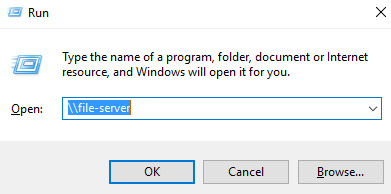 Run
Type the name of a program, folder, document or Internet
resource, and Windows will open it for you.
Open: \\file-server
OK Cancel Browse...